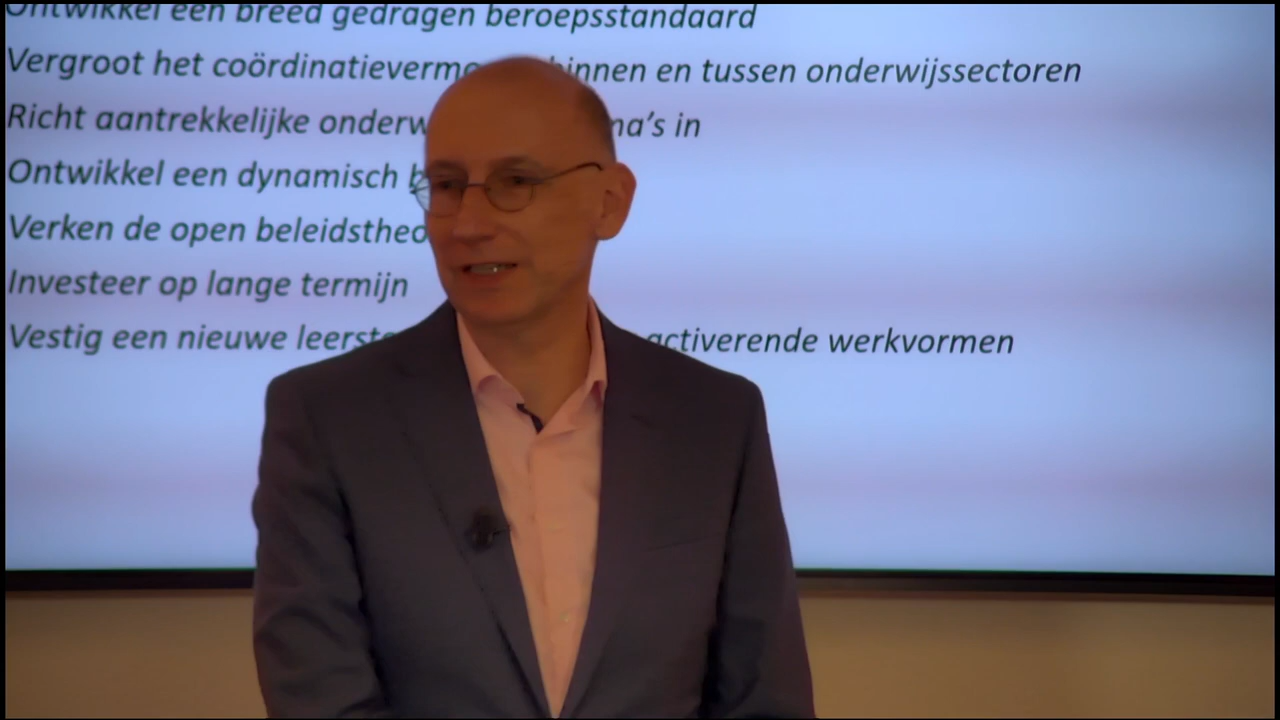 Ontwikkel een breed gedragen beroepsstandaard
Vergroot het coördinatieverm binnen en tussen onderwijssectoren
Richt aantrekkelijke onderw ma's in
Ontwikkel een dynamisch b
Verken de open beleidstheo
Investeer op lange termijn
Vestig een nieuwe leerst activerende werkvormen